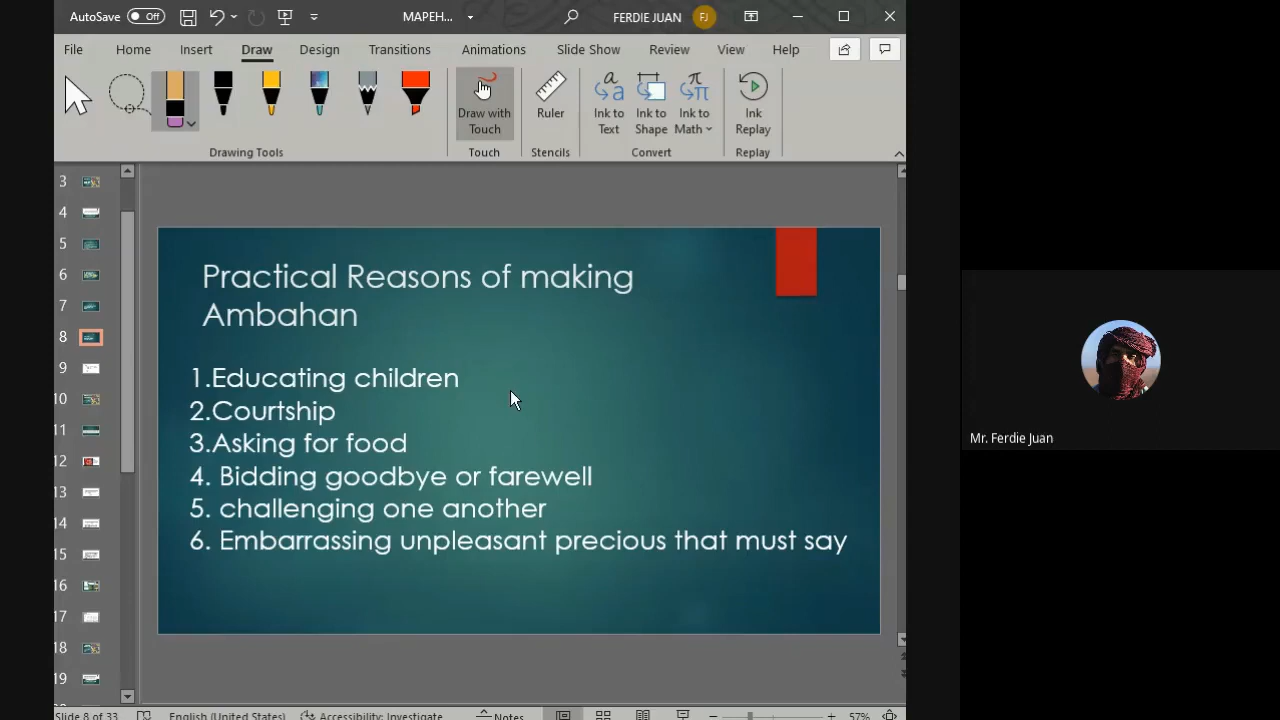 AutoSave Off MAPEH... FERDIE JUAN FJ
File Home Insert Draw Design Transitions Animations Slide Show Review View Help
Draw with Touch Ruler Ink to Text Ink to Shape Ink to Math Ink Replay
Drawing Tools Touch Stencils Convert Replay
3
4
5
6
7
8
9
10
11
12
13
14
15
16
17
18
19
Practical Reasons of making
Ambahan
1.Educating children
2.Courtship
3.Asking for food
4. Bidding goodbye or farewell
5. challenging one another
6. Embarrassing unpleasant precious that must say
Mr. Ferdie Juan
Slide 8 of 33 English (United States) Accessibility: Investigate Notes 57%